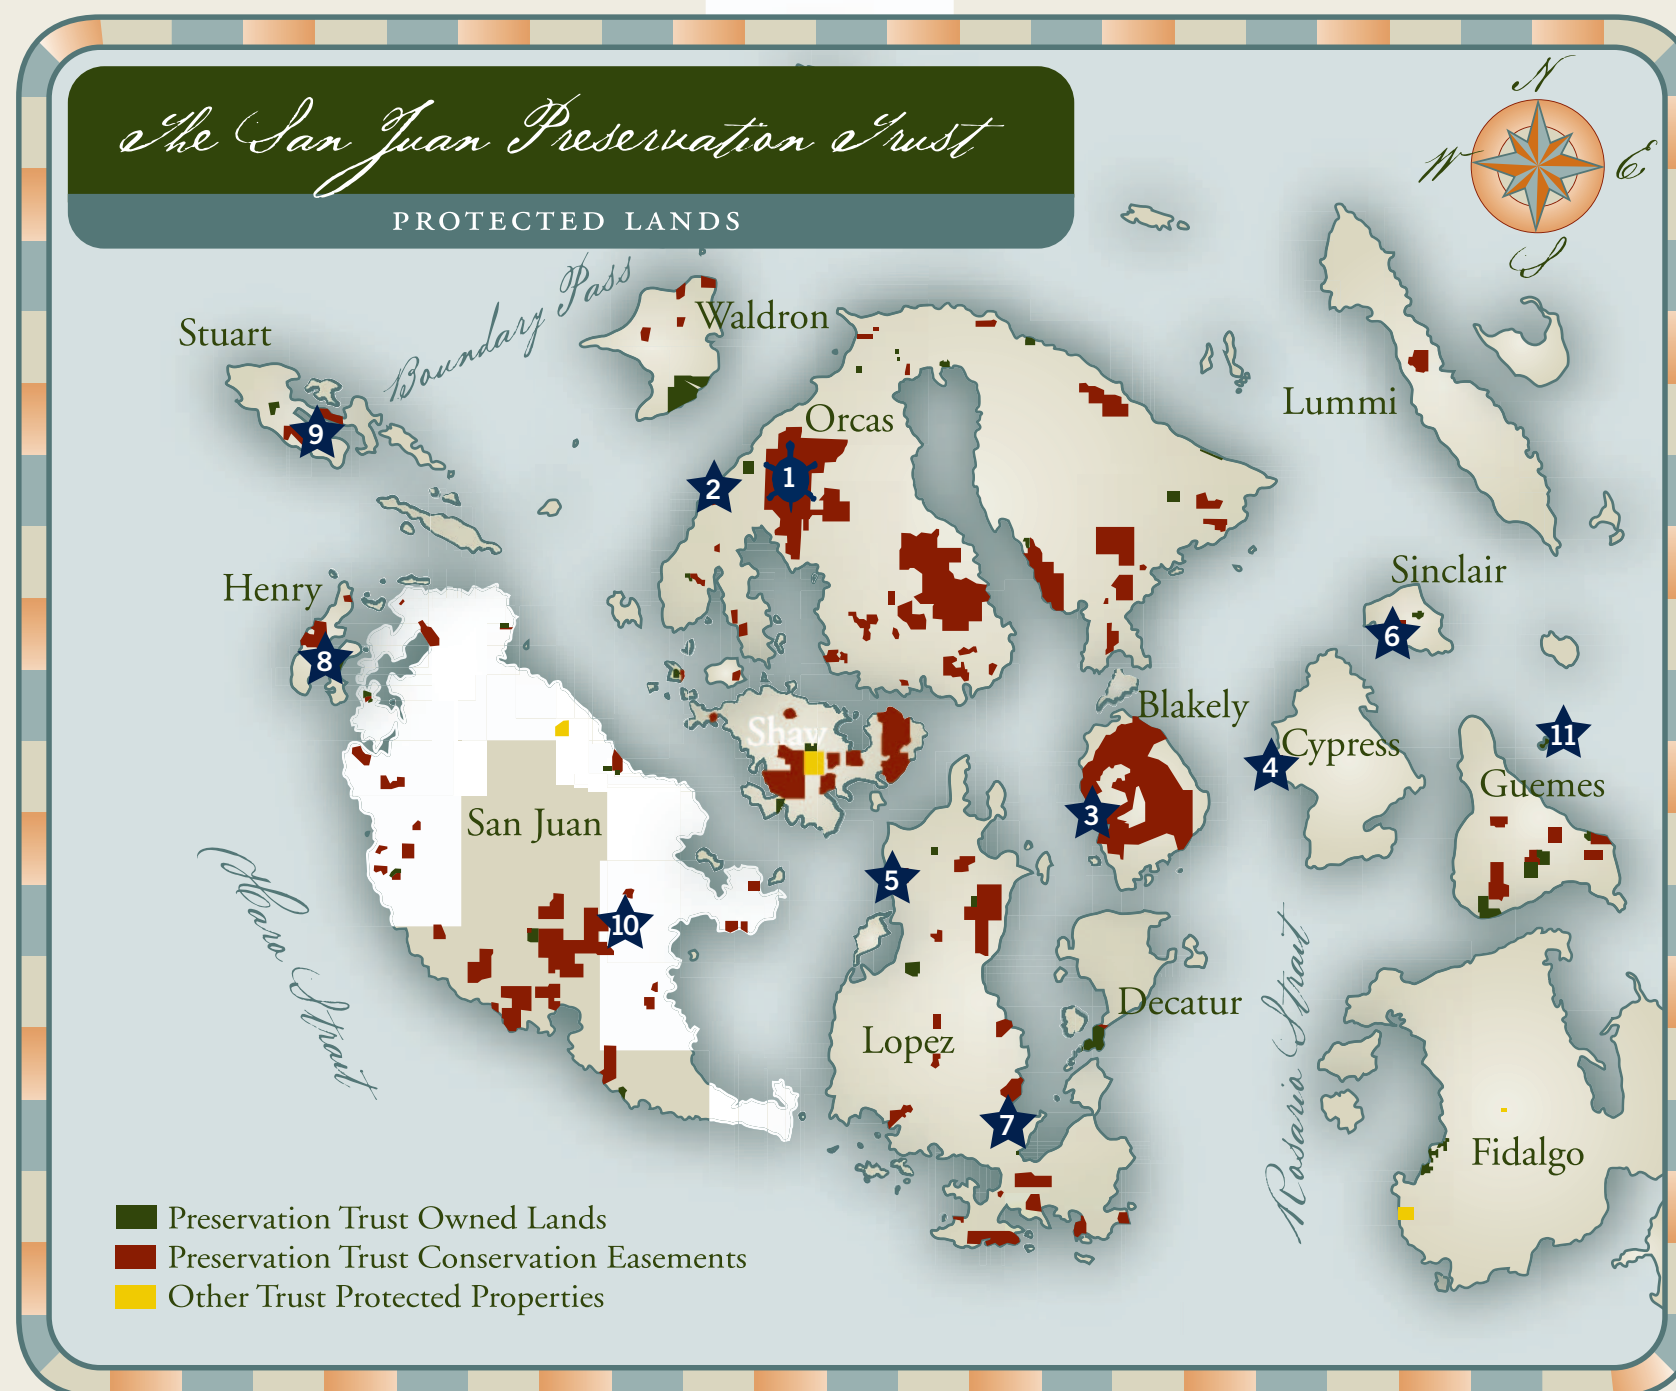 The San Juan Preservation Trust
PROTECTED LANDS
N
W
E
S
Boundary Pass
Waldron
Stuart
Lummi
Orcas
9
2
1
Sinclair
Henry
6
8
Blakely
Shaw
Cypress
11
4
Guemes
3
San Juan
5
10
Haro Strait
Decatur
Rosario Strait
Lopez
7
Fidalgo
Preservation Trust Owned Lands
Preservation Trust Conservation Easements
Other Trust Protected Properties